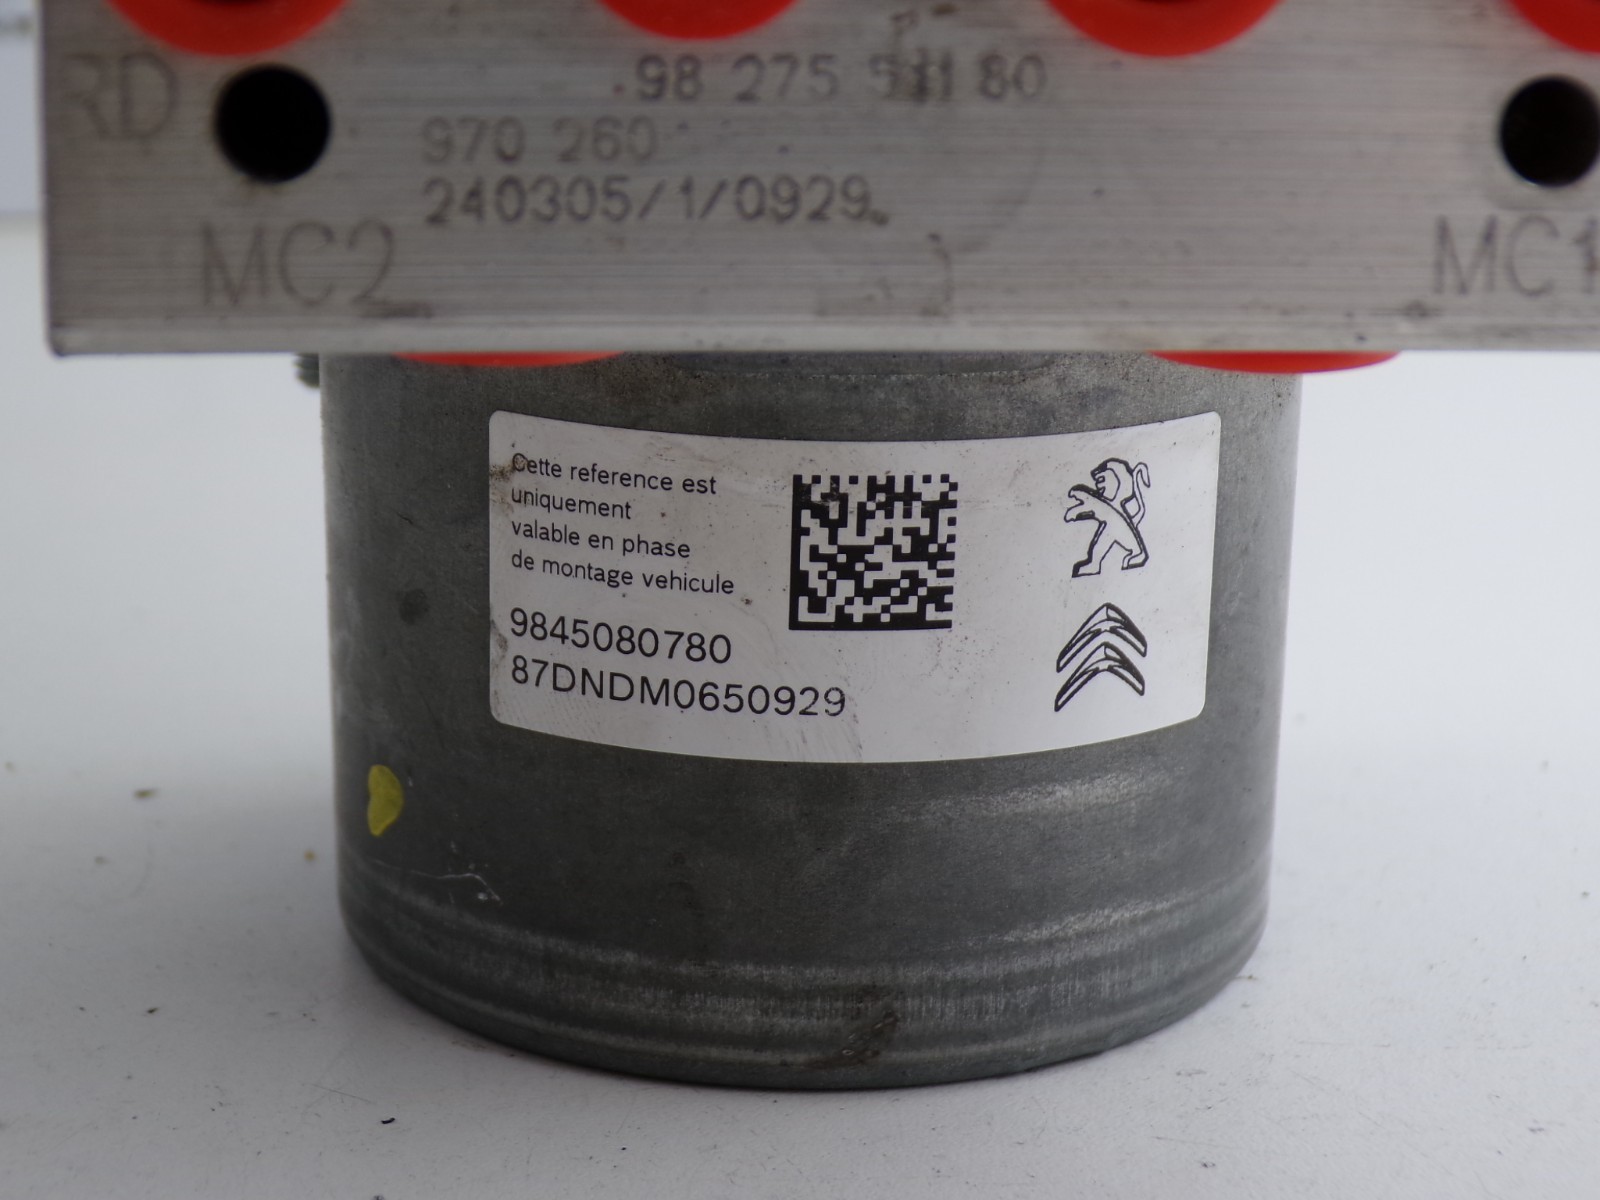 RD
98 275 80
970 260
240305/1/0929
MC2
MC1
Cette reference est
uniquement
valable en phase
de montage vehicule
9845080780
87DNDM0650929